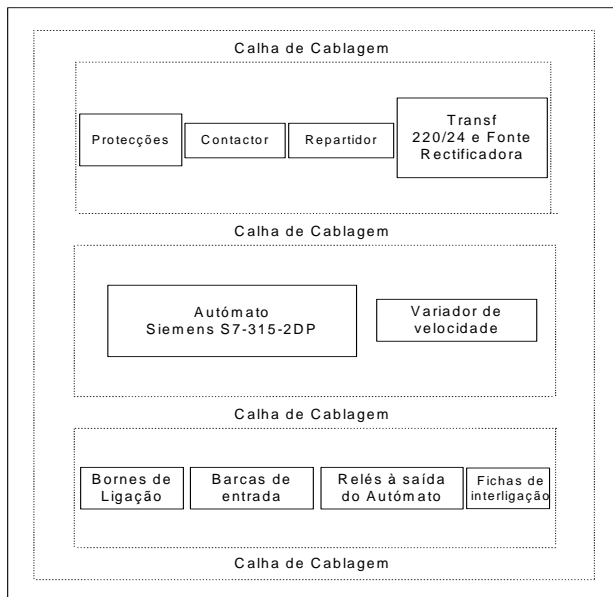 Calha de Cablagem
Protecções
Contactor
Repartidor
Transf
220/24 e Fonte
Rectificadora
Calha de Cablagem
Autómato
Siemens S7-315-2DP
Variador de
velocidade
Calha de Cablagem
Bornes de
Ligação
Barcas de
entrada
Relés à saída
do Autómato
Fichas de
interligação
Calha de Cablagem